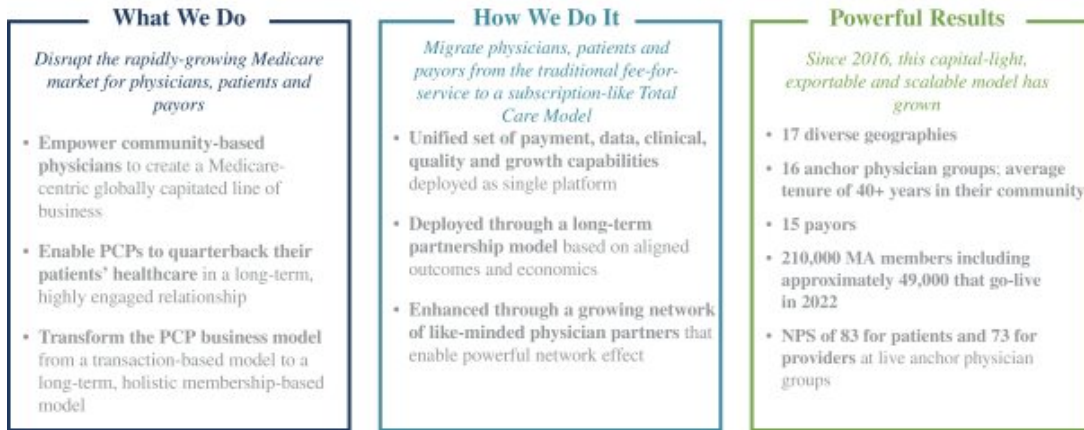 What We Do
Disrupt the rapidly-growing Medicare
market for physicians, patients and
payors
• Empower community-based
physicians to create a Medicare-
centric globally capitated line of
business
• Enable PCPs to quarterback their
patients' healthcare in a long-term,
highly engaged relationship
• Transform the PCP business model
from a transaction-based model to a
long-term, holistic membership-based
model
How We Do It
Migrate physicians, patients and
payors from the traditional fee-for-
service to a subscription-like Total
Care Model
• Unified set of payment, data, clinical,
quality and growth capabilities
deployed as single platform
• Deployed through a long-term
partnership model based on aligned
outcomes and economics
• Enhanced through a growing network
of like-minded physician partners that
enable powerful network effect
Powerful Results
Since 2016, this capital-light,
exportable and scalable model has
grown
• 17 diverse geographies
• 16 anchor physician groups; average
tenure of 40+ years in their community
• 15 payors
• 210,000 MA members including
approximately 49,000 that go-live
in 2022
• NPS of 83 for patients and 73 for
providers at live anchor physician
groups